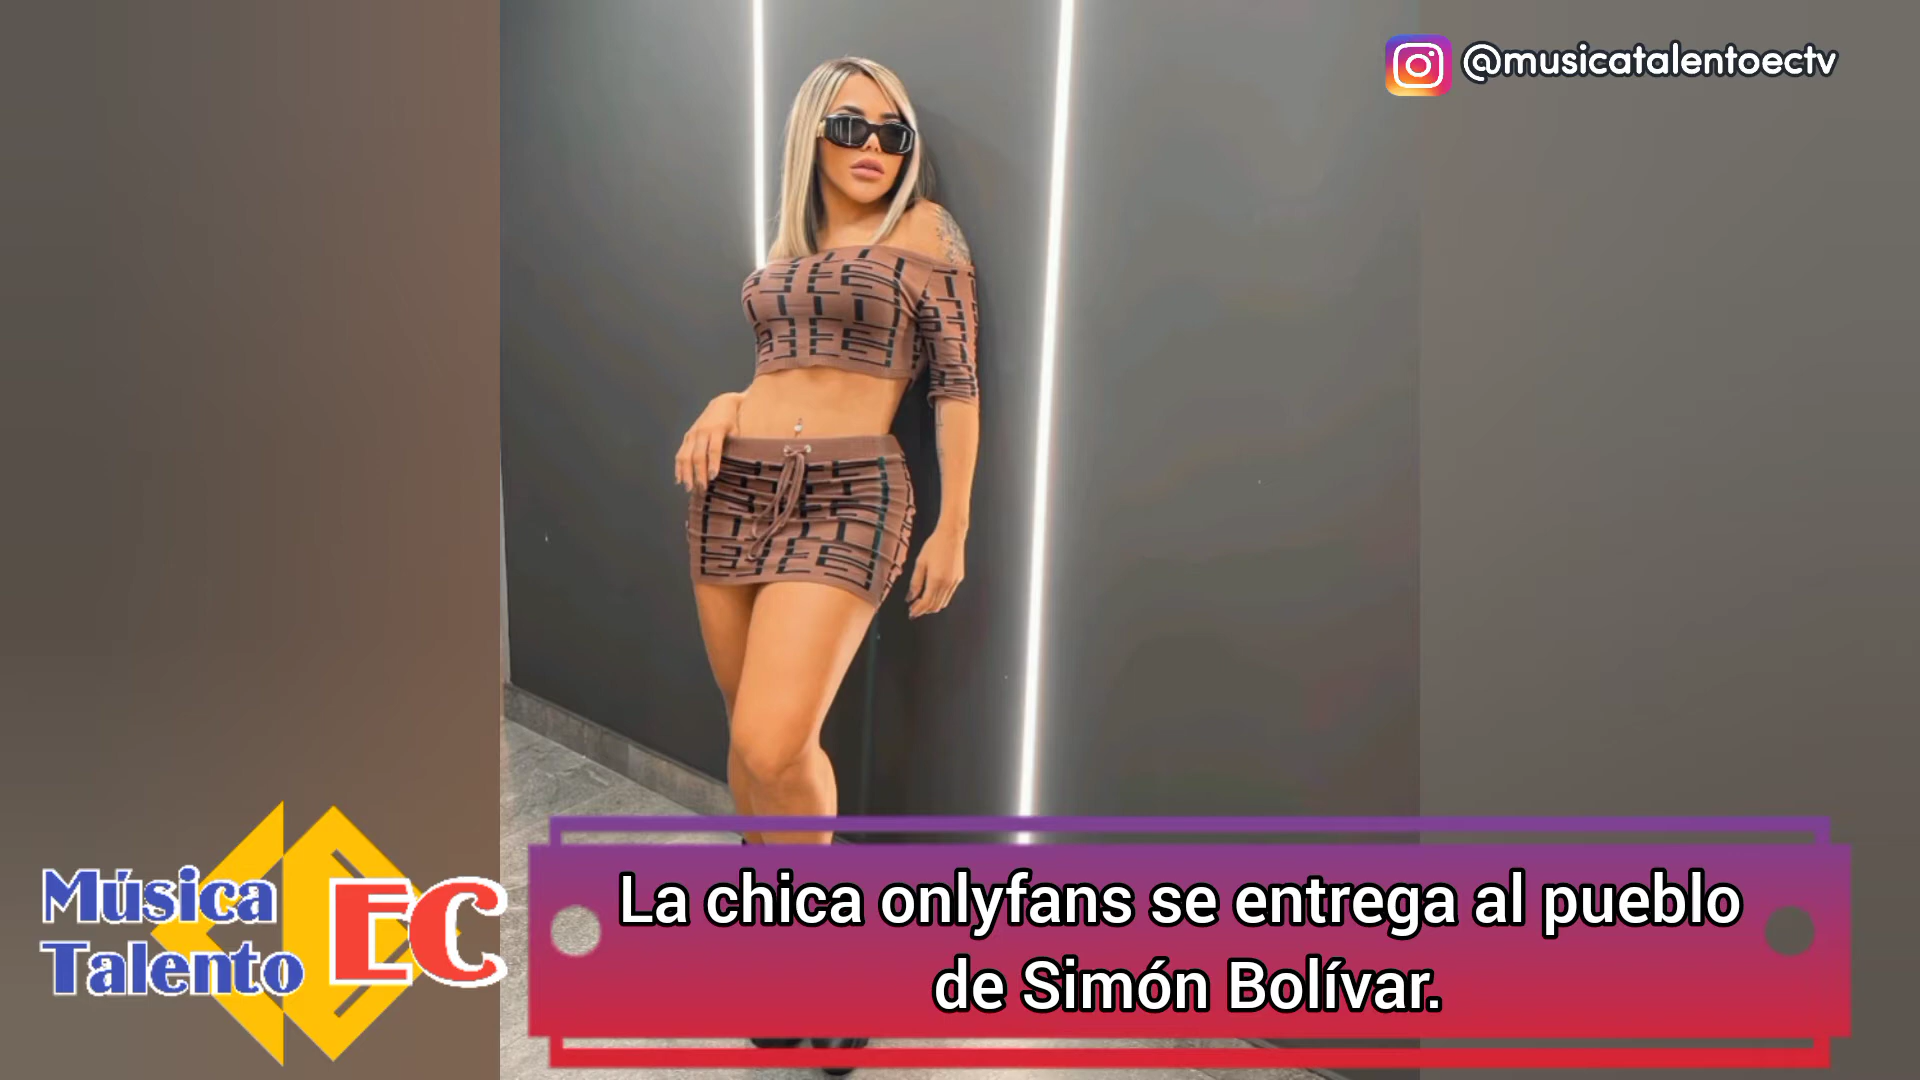 @musicatalentoectv
Música
Talento
EC
La chica onlyfans se entrega al pueblo
de Simón Bolívar.